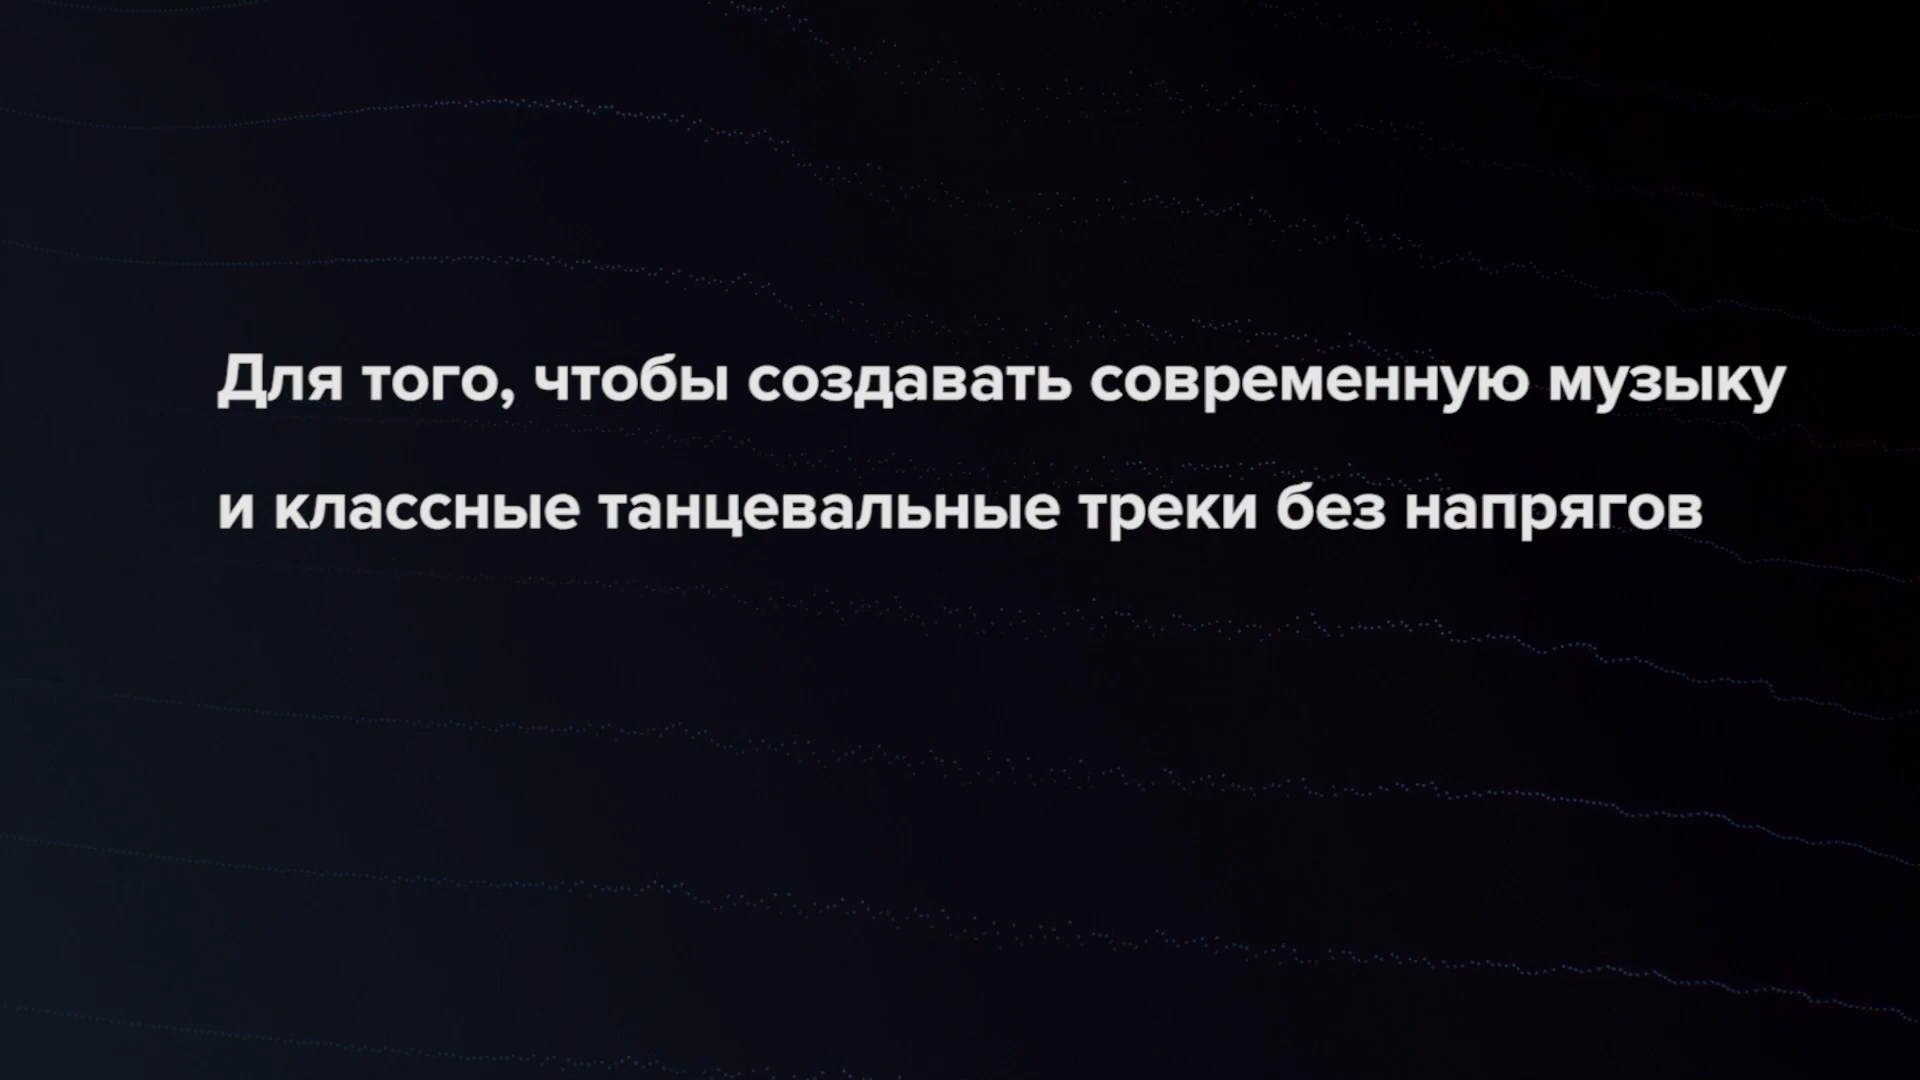 Для того, чтобы создавать современную музыку
и классные танцевальные треки без напрягов